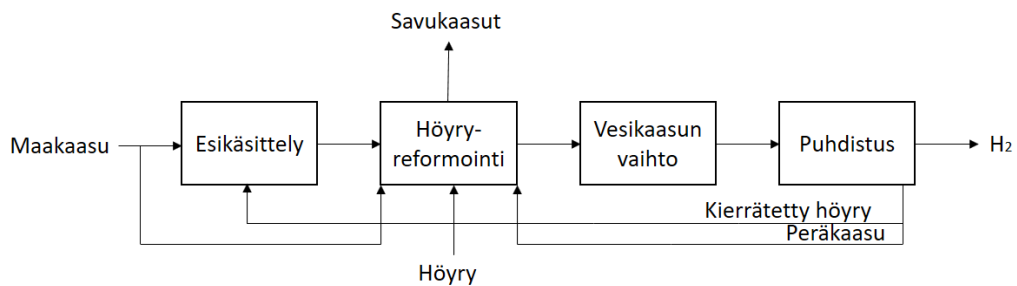 Savukaasut
Maakaasu
Esikäsittely
Höyry-
reformointi
Vesikaasun
vaihto
Puhdistus
H₂
Kierrätetty höyry
Peräkaasu
Höyry